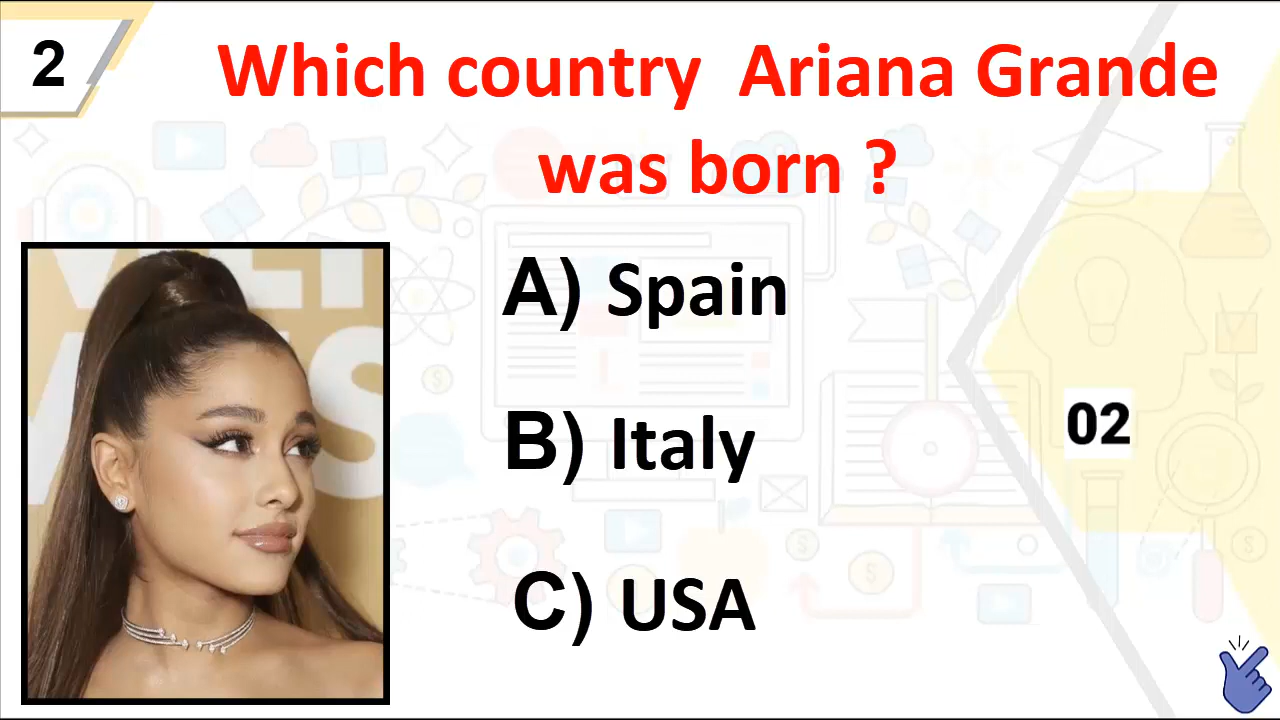 2
Which country  Ariana Grande
was born ?
A) Spain
B) Italy
02
C) USA